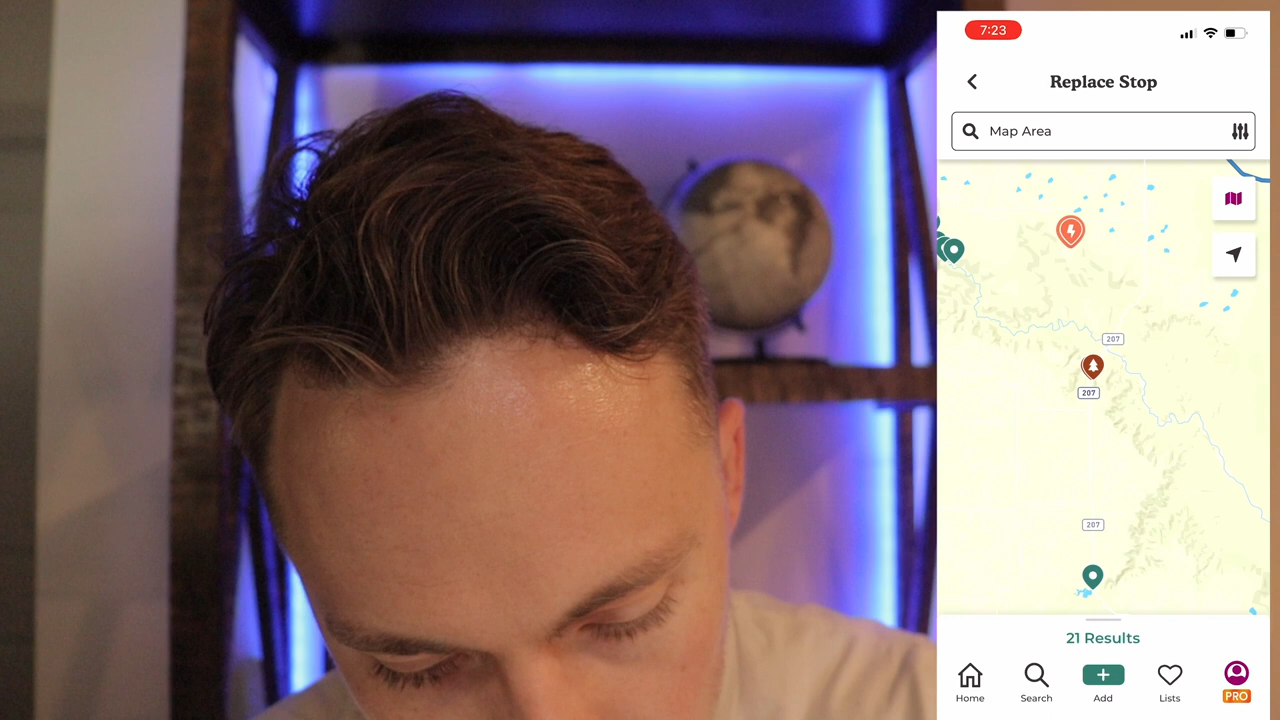 7:23
Replace Stop
Map Area
207
207
207
21 Results
Home
Search
Add
Lists
PRO